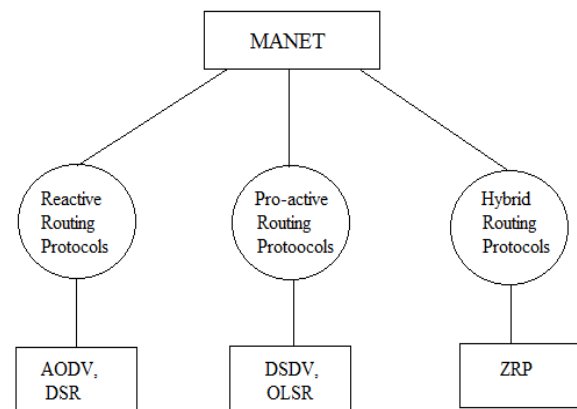 MANET
Reactive
Routing
Protocols
Pro-active
Routing
Protoocols
Hybrid
Routing
Protocols
AODV,
DSR
DSDV,
OLSR
ZRP